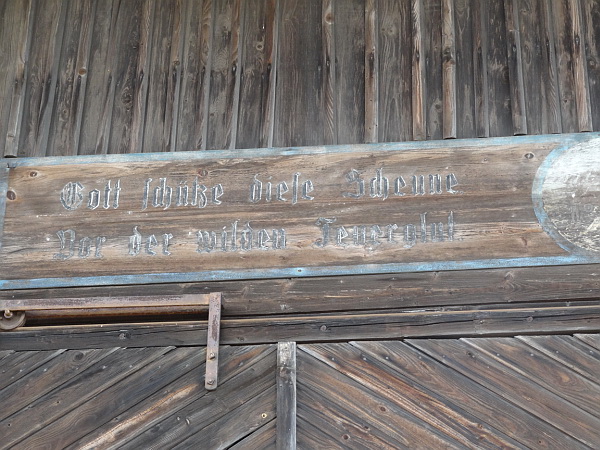 Gott schütze diese Scheune
Vor der wilden Feuerglut